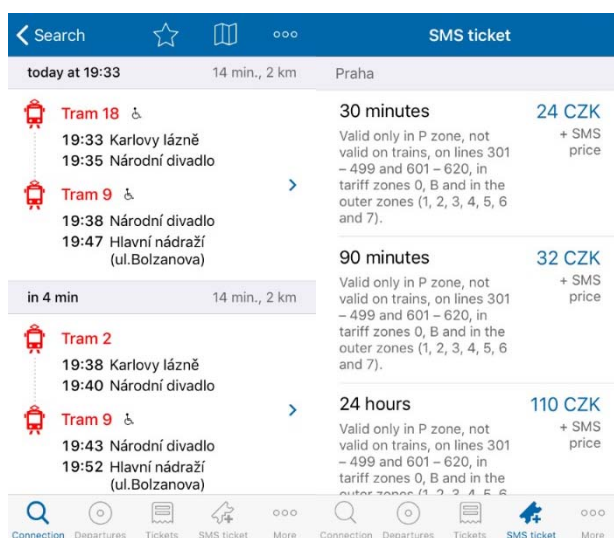 Search
today at 19:33 14 min., 2 km
Tram 18
19:33 Karlovy lázně
19:35 Národní divadlo
Tram 9
19:38 Národní divadlo
19:47 Hlavní nádraží
(ul.Bolzanova)
in 4 min 14 min., 2 km
Tram 2
19:38 Karlovy lázně
19:40 Národní divadlo
Tram 9
19:43 Národní divadlo
19:52 Hlavní nádraží
(ul.Bolzanova)
Connection Departures Tickets SMS ticket More
SMS ticket
Praha
30 minutes 24 CZK
Valid only in P zone, not + SMS
valid on trains, on lines 301 price
– 499 and 601 – 620, in
tariff zones 0, B and in the
outer zones (1, 2, 3, 4, 5, 6
and 7).
90 minutes 32 CZK
Valid only in P zone, not + SMS
valid on trains, on lines 301 price
– 499 and 601 – 620, in
tariff zones 0, B and in the
outer zones (1, 2, 3, 4, 5, 6
and 7).
24 hours 110 CZK
Valid only in P zone, not + SMS
valid on trains, on lines 301 price
– 499 and 601 – 620, in
tariff zones 0, B and in the
outer zones (1, 2, 3, 4, 5, 6
Connection Departures Tickets SMS ticket More